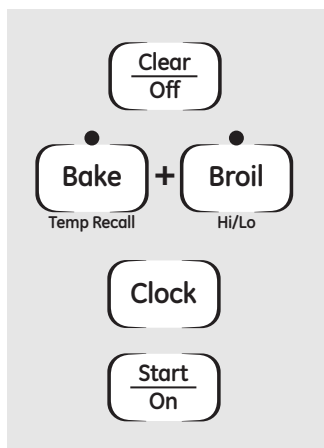 Clear
Off
Bake + Broil
Temp Recall Hi/Lo
Clock
Start
On